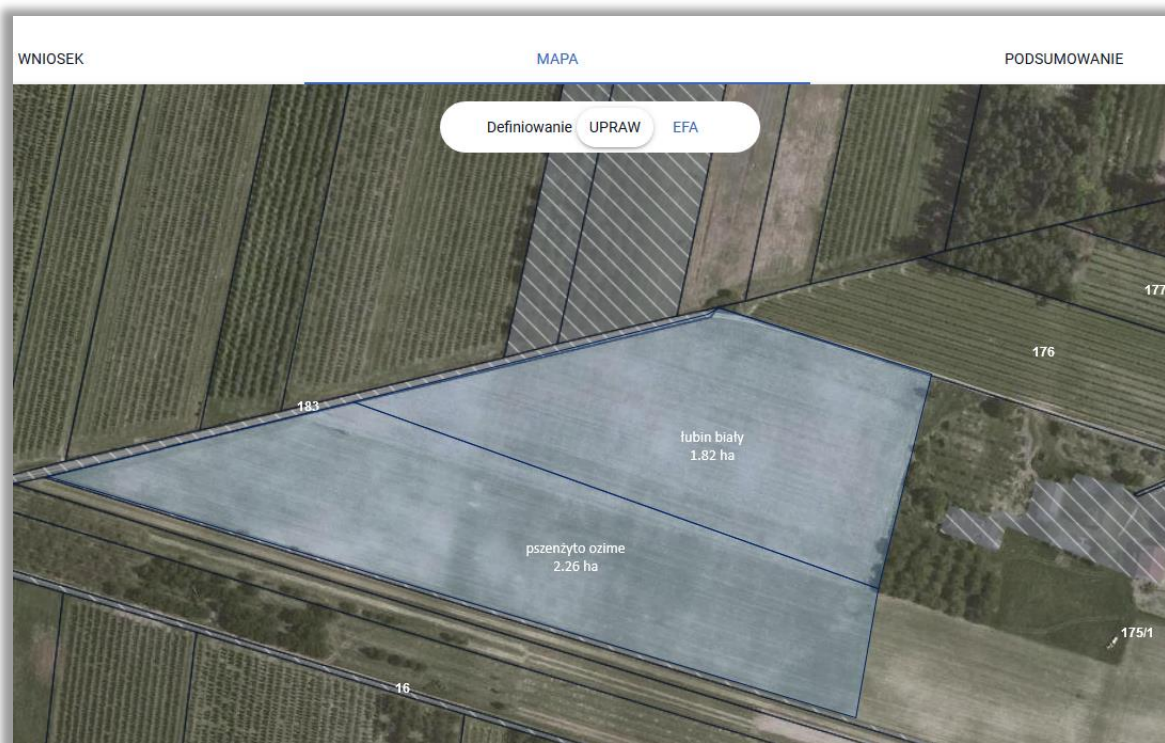 WNIOSEK
MAPA
PODSUMOWANIE
Definiowanie UPRAW EFA
177
176
183
łubin biały
1.82 ha
pszenżyto ozime
2.26 ha
175/1
16